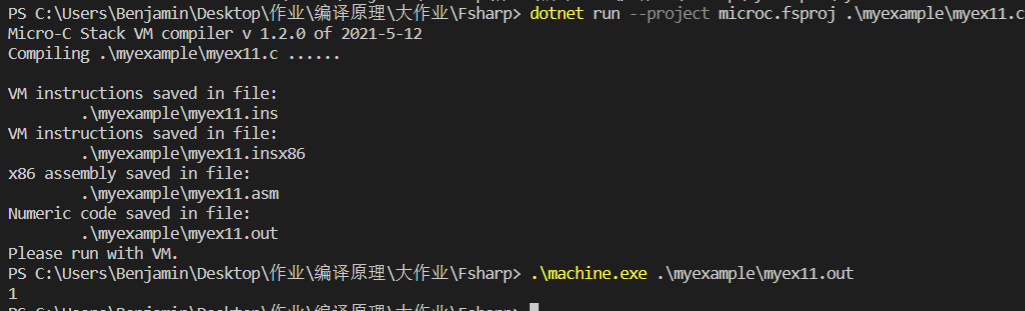 PS C:\Users\Benjamin\Desktop\作业\编译原理\大作业\Fsharp> dotnet run --project microc.fsproj .\myexample\myex11.c
Micro-C Stack VM compiler v 1.2.0 of 2021-5-12
Compiling .\myexample\myex11.c ......
VM instructions saved in file:
.\myexample\myex11.ins
VM instructions saved in file:
.\myexample\myex11.insx86
x86 assembly saved in file:
.\myexample\myex11.asm
Numeric code saved in file:
.\myexample\myex11.out
Please run with VM.
PS C:\Users\Benjamin\Desktop\作业\编译原理\大作业\Fsharp> .\machine.exe .\myexample\myex11.out
1
PS C:\Users\Benjamin\Desktop\作业\编译原理\大作业\Fsharp>